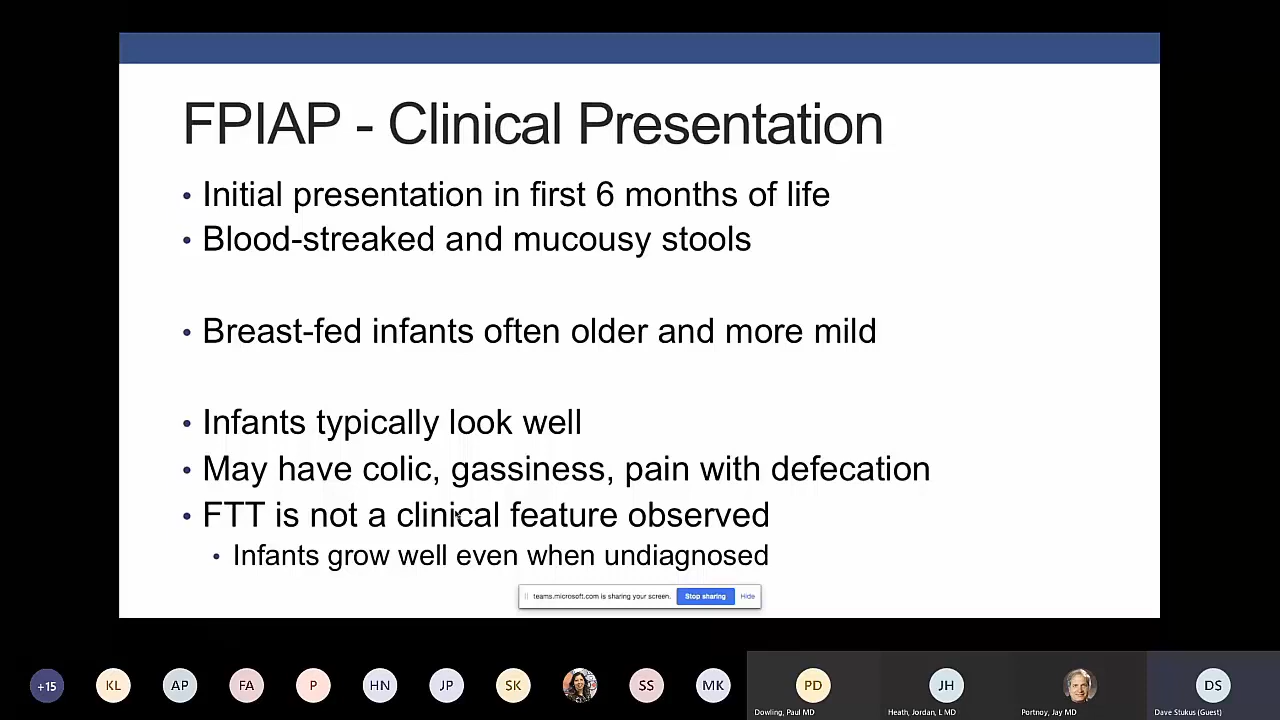 FPIAP - Clinical Presentation
• Initial presentation in first 6 months of life
• Blood-streaked and mucousy stools
• Breast-fed infants often older and more mild
• Infants typically look well
• May have colic, gassiness, pain with defecation
• FTT is not a clinical feature observed
• Infants grow well even when undiagnosed
teams.microsoft.com is sharing your screen. Stop sharing Hide
+15 KL AP FA P HN JP SK SS MK PD JH DS
Dowling, Paul MD Heath, Jordan, L MD Portnoy, Jay MD Dave Stukus (Guest)